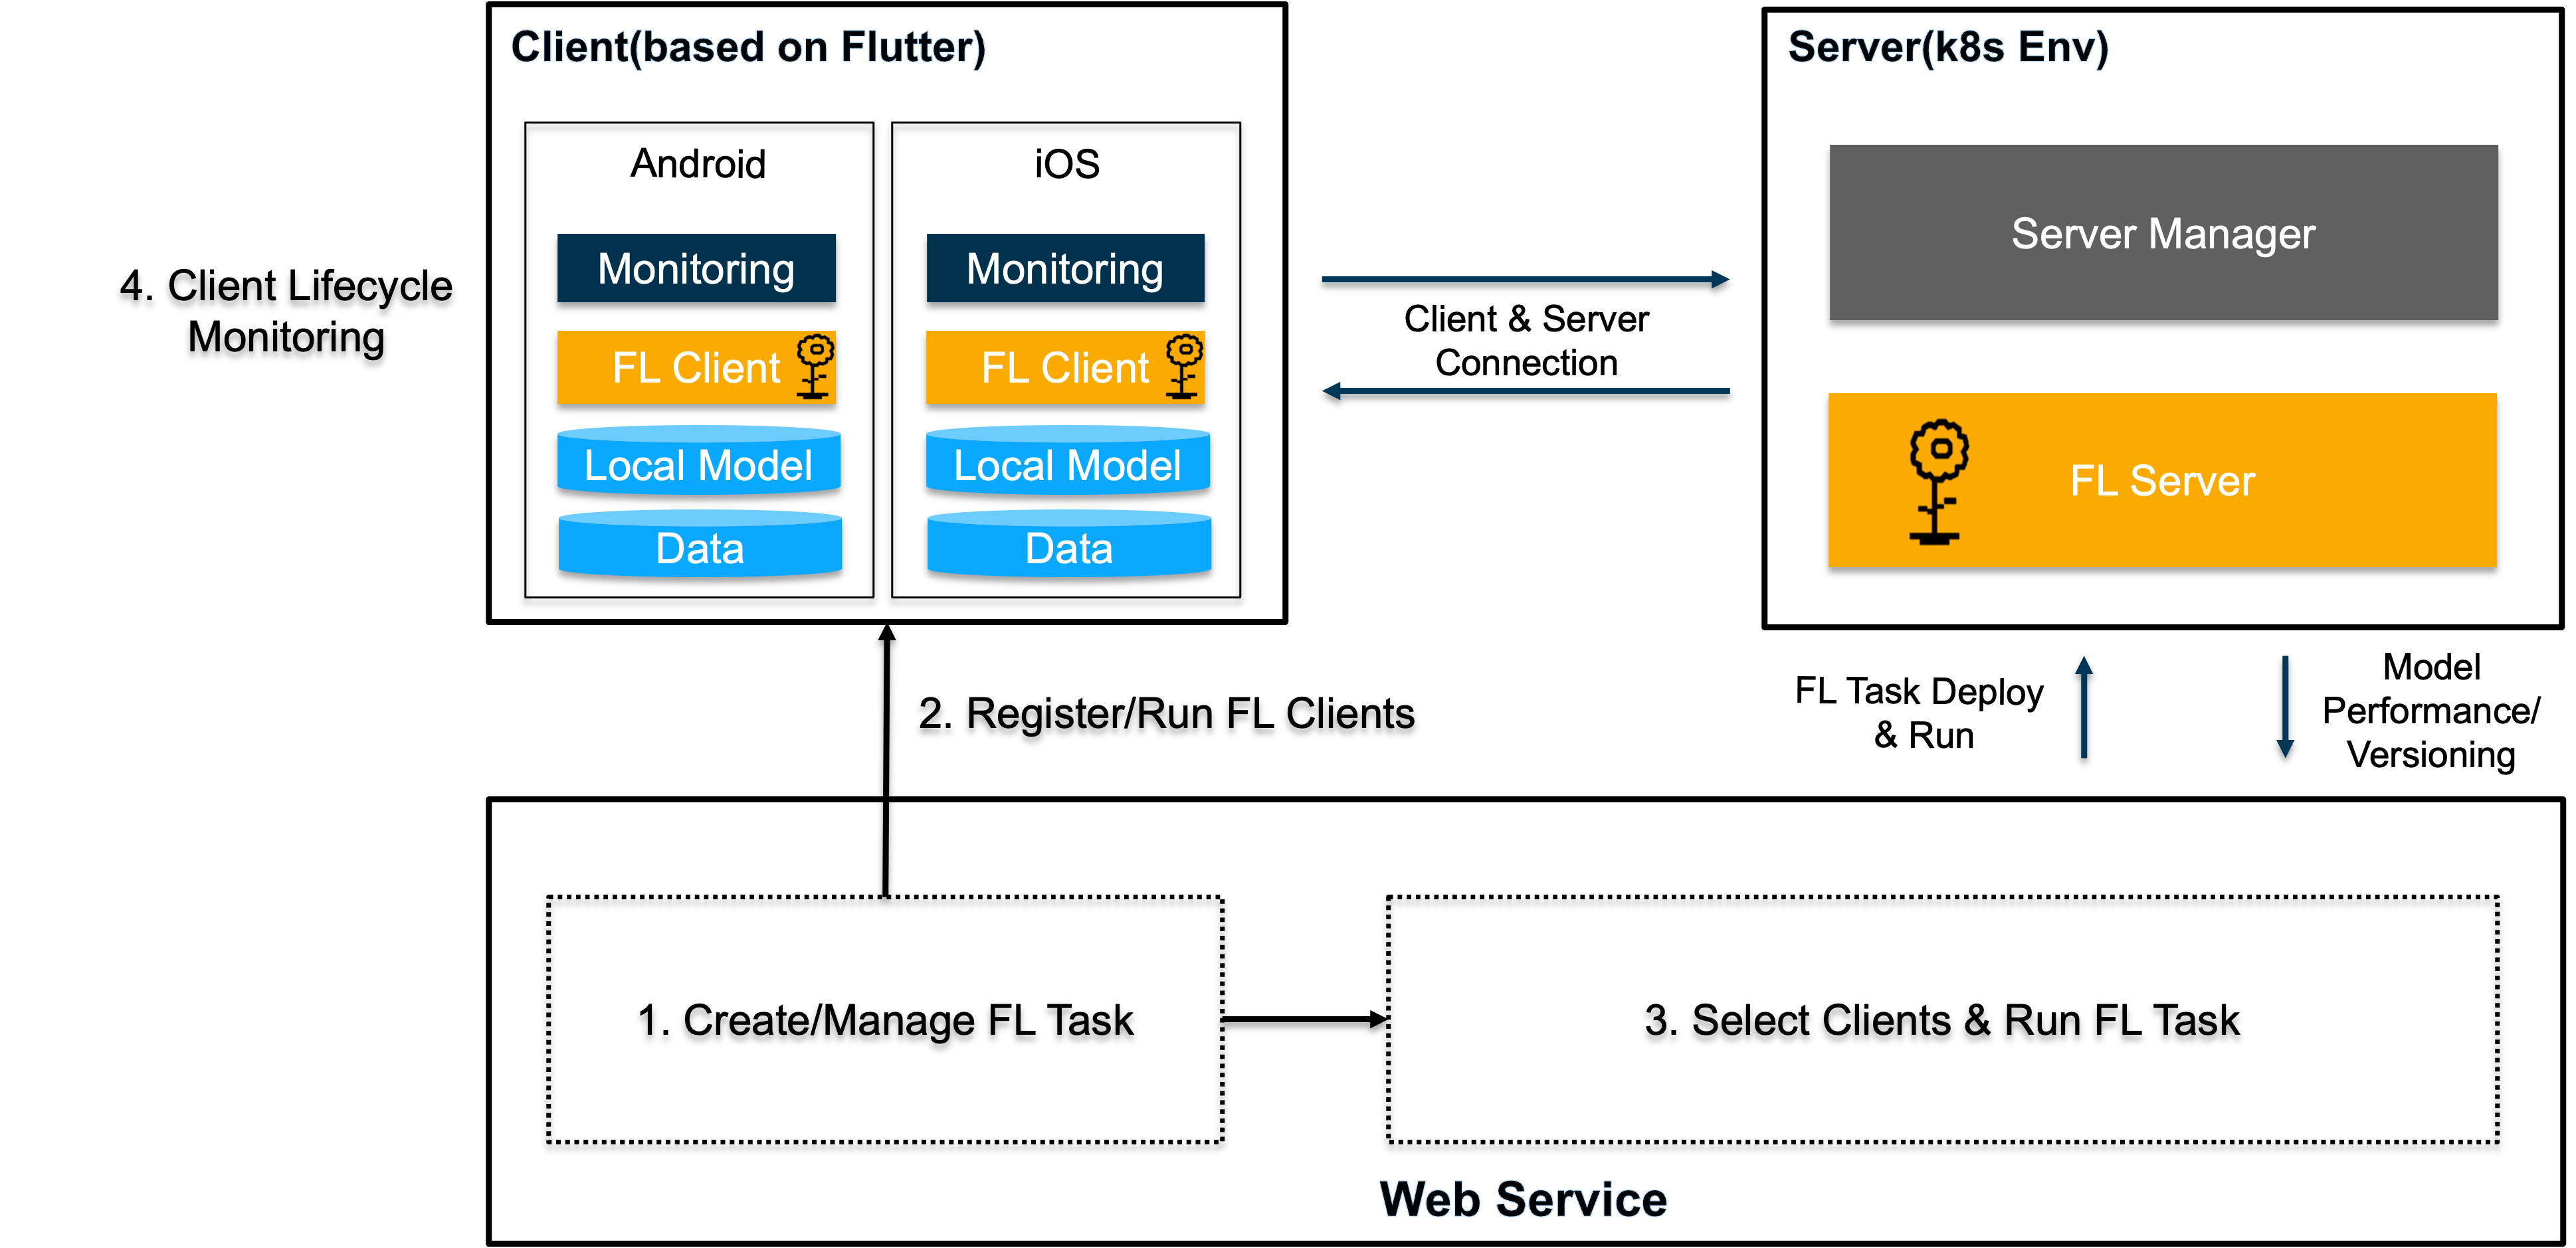 Client(based on Flutter)
Android
Monitoring
FL Client
Local Model
Data
iOS
Monitoring
FL Client
Local Model
Data
4. Client Lifecycle
Monitoring
Client & Server
Connection
Server(k8s Env)
Server Manager
FL Server
2. Register/Run FL Clients
FL Task Deploy
& Run
Model
Performance/
Versioning
1. Create/Manage FL Task
3. Select Clients & Run FL Task
Web Service